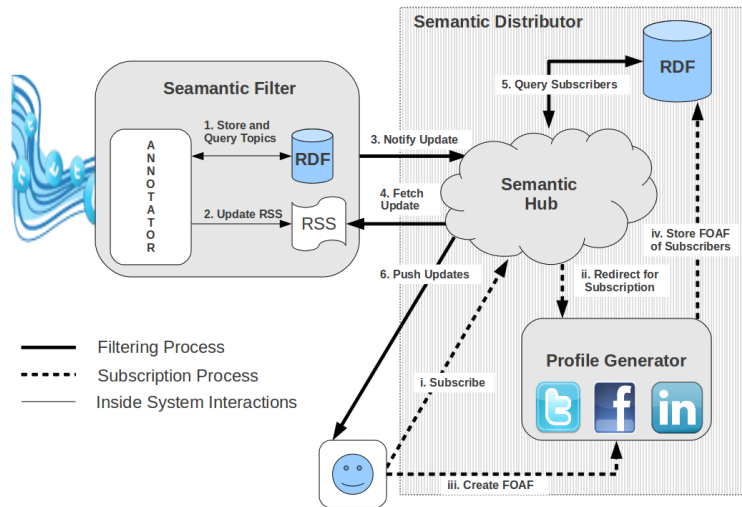 Semantic Distributor
RDF
5. Query Subscribers
Seamantic Filter
ANNOTATOR
1. Store and
Query Topics
RDF
3. Notify Update
Semantic
Hub
4. Fetch
Update
2. Update RSS
RSS
iv. Store FOAF
of Subscribers
6. Push Updates
ii. Redirect for
Subscription
Filtering Process
Subscription Process
Inside System Interactions
i. Subscribe
Profile Generator
t
f
in
iii. Create FOAF